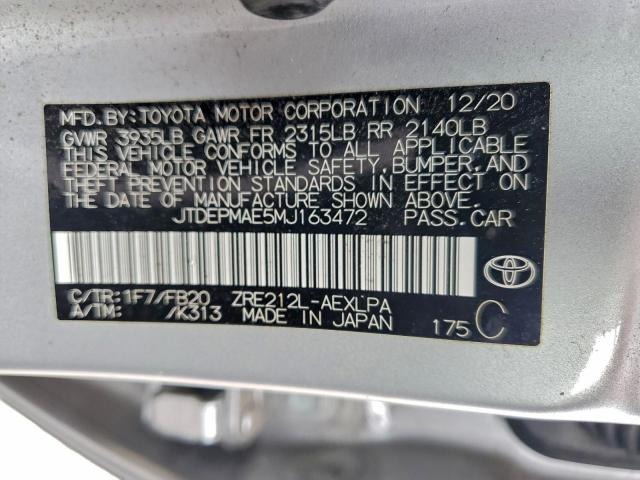 MFD.BY:TOYOTA MOTOR CORPORATION 12/20
GVWR 3935LB GAWR FR 2315LB RR 2140LB
THIS VEHICLE CONFORMS TO ALL APPLICABLE
FEDERAL MOTOR VEHICLE SAFETY,BUMPER,AND
THEFT PREVENTION STANDARDS IN EFFECT ON
THE DATE OF MANUFACTURE SHOWN ABOVE.
JTDEPMAE5MJ163472 PASS.CAR
C/TR:1F7/FB20 ZRE212L-AEXLPA
A/TM: /K313 MADE IN JAPAN 175 C